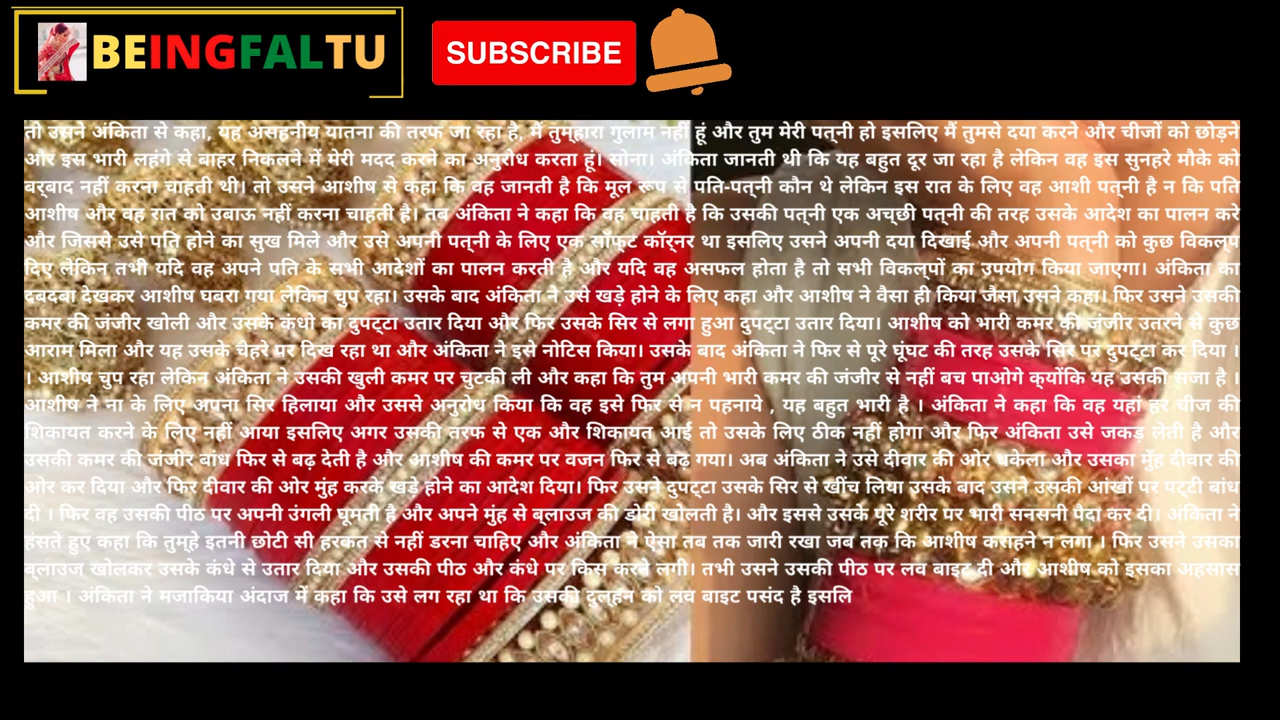 BEINGFALTU
SUBSCRIBE
तो उसने अंकिता से कहा, यह असहनीय यातना की तरफ जा रहा है, मैं तुम्हारा गुलाम नहीं हूं और तुम मेरी पत्नी हो इसलिए मैं तुमसे दया करने और चीजों को छोड़ने
और इस भारी लहंगे से बाहर निकलने में मेरी मदद करने का अनुरोध करता हूं। सोना। अंकिता जानती थी कि यह बहुत दूर जा रहा है लेकिन वह इस सुनहरे मौके को
बर्बाद नहीं करना चाहती थी। तो उसने आशीष से कहा कि वह जानती है कि मूल रूप से पति-पत्नी कौन थे लेकिन इस रात के लिए वह आशी पत्नी है न कि पति
आशीष और वह रात को उबाऊ नहीं करना चाहती है। तब अंकिता ने कहा कि वह चाहती है कि उसकी पत्नी एक अच्छी पत्नी की तरह उसके आदेश का पालन करे
और जिससे उसे पति होने का सुख मिले और उसे अपनी पत्नी के लिए एक सॉफ्ट कॉर्नर था इसलिए उसने अपनी दया दिखाई और अपनी पत्नी को कुछ विकल्प
दिए लेकिन तभी यदि वह अपने पति के सभी आदेशों का पालन करती है और यदि वह असफल होता है तो सभी विकल्पों का उपयोग किया जाएगा। अंकिता का
दबदबा देखकर आशीष घबरा गया लेकिन चुप रहा। उसके बाद अंकिता ने उसे खड़े होने के लिए कहा और आशीष ने वैसा ही किया जैसा उसने कहा। फिर उसने उसकी
कमर की जंजीर खोली और उसके कंधो का दुपट्टा उतार दिया और फिर उसके सिर से लगा हुआ दुपट्टा उतार दिया। आशीष को भारी कमर की जंजीर उतरने से कुछ
आराम मिला और यह उसके चेहरे पर दिख रहा था और अंकिता ने इसे नोटिस किया। उसके बाद अंकिता ने फिर से पूरे घूंघट की तरह उसके सिर पर दुपट्टा कर दिया ।
। आशीष चुप रहा लेकिन अंकिता ने उसकी खुली कमर पर चुटकी ली और कहा कि तुम अपनी भारी कमर की जंजीर से नहीं बच पाओगे क्योंकि यह उसकी सजा है ।
आशीष ने ना के लिए अपना सिर हिलाया और उससे अनुरोध किया कि वह इसे फिर से न पहनाये , यह बहुत भारी है । अंकिता ने कहा कि वह यहां हर चीज की
शिकायत करने के लिए नहीं आया इसलिए अगर उसकी तरफ से एक और शिकायत आई तो उसके लिए ठीक नहीं होगा और फिर अंकिता उसे जकड़ लेती है और
उसकी कमर की जंजीर बांध फिर से बढ़ देती है और आशीष की कमर पर वजन फिर से बढ़ गया। अब अंकिता ने उसे दीवार की ओर धकेला और उसका मुँह दीवार की
ओर कर दिया और फिर दीवार की ओर मुंह करके खड़े होने का आदेश दिया। फिर उसने दुपट्टा उसके सिर से खींच लिया उसके बाद उसने उसकी आंखों पर पट्टी बांध
दी । फिर वह उसकी पीठ पर अपनी उंगली घूमती है और अपने मुंह से ब्लाउज की डोरी खोलती है। और इससे उसके पूरे शरीर पर भारी सनसनी पैदा कर दी। अंकिता ने
हंसते हुए कहा कि तुम्हे इतनी छोटी सी हरकत से नहीं डरना चाहिए और अंकिता ने ऐसा तब तक जारी रखा जब तक कि आशीष कराहने न लगा । फिर उसने उसका
ब्लाउज खोलकर उसके कंधे से उतार दिया और उसकी पीठ और कंधे पर किस करने लगी। तभी उसने उसकी पीठ पर लव बाइट दी और आशीष को इसका अहसास
हुआ । अंकिता ने मजाकिया अंदाज में कहा कि उसे लग रहा था कि उसकी दुल्हन को लव बाइट पसंद है इसलि